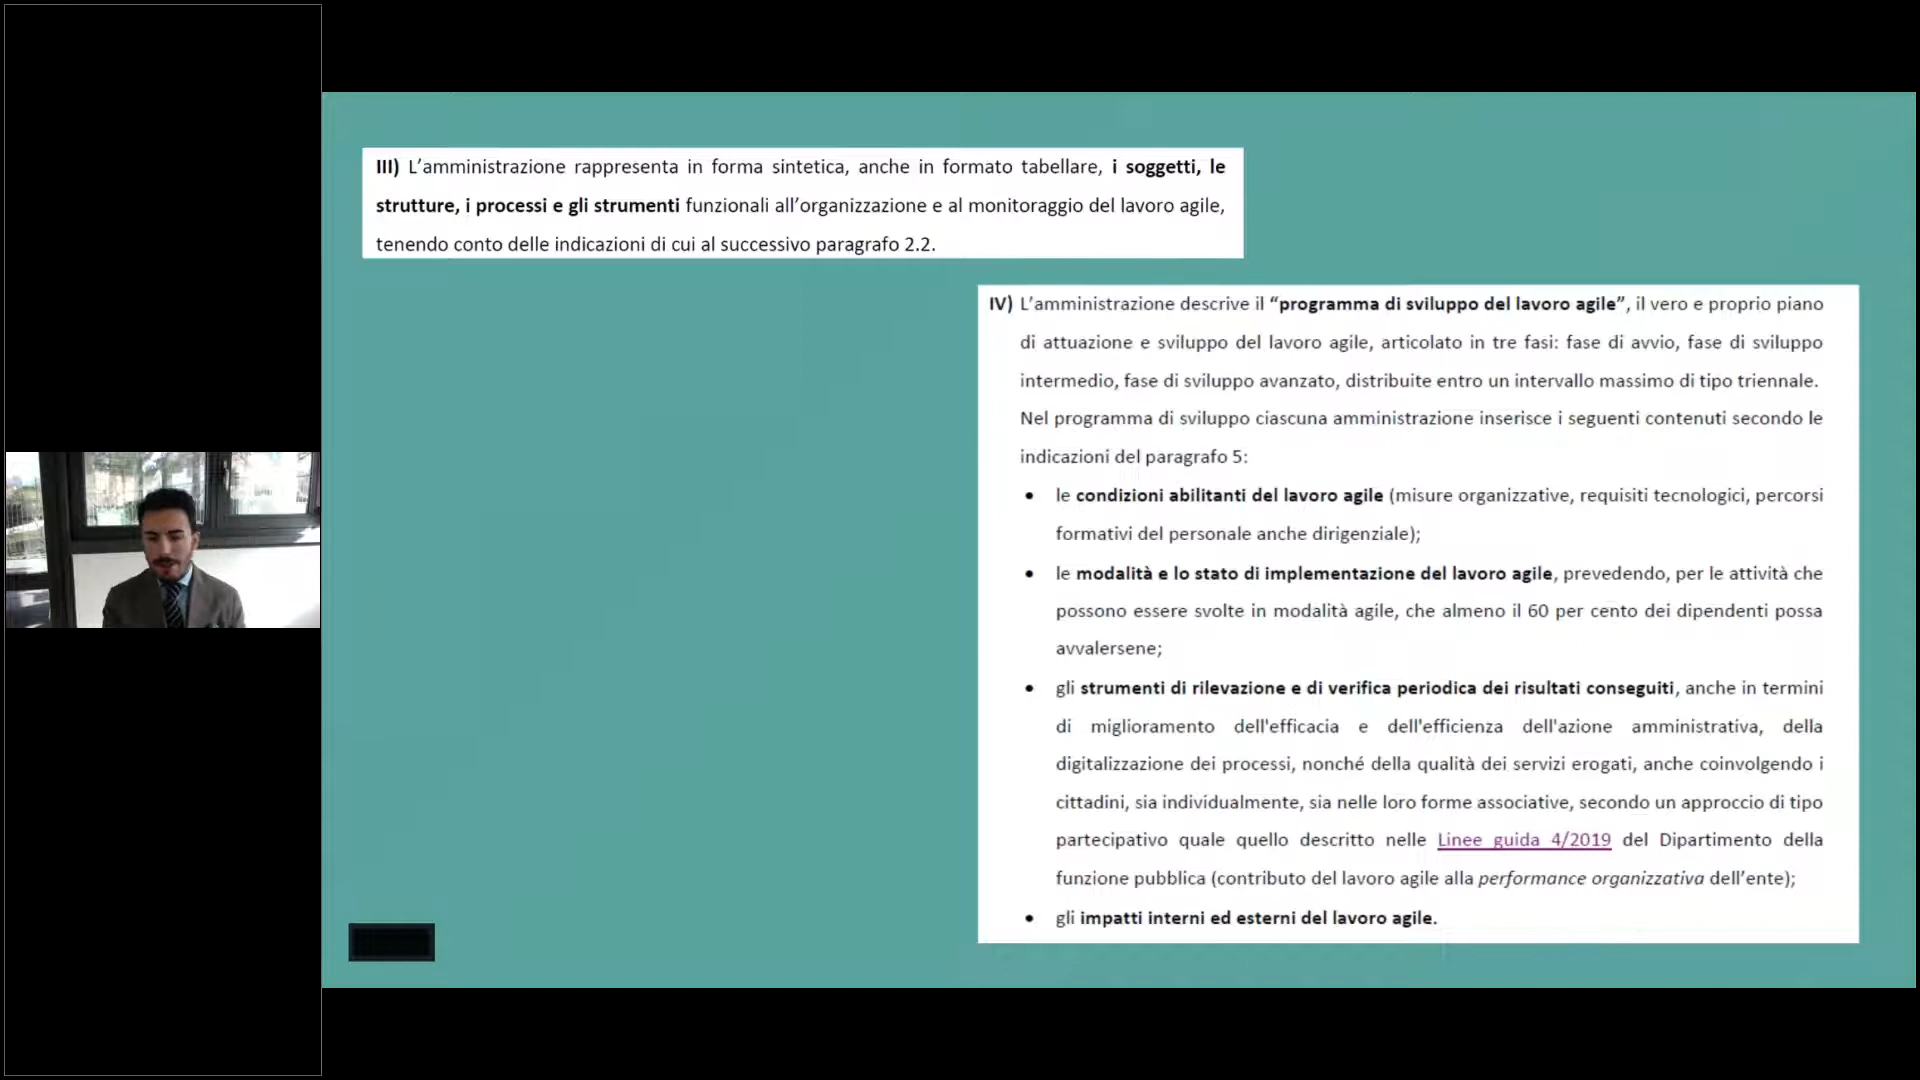 III) L’amministrazione rappresenta in forma sintetica, anche in formato tabellare, i soggetti, le
strutture, i processi e gli strumenti funzionali all’organizzazione e al monitoraggio del lavoro agile,
tenendo conto delle indicazioni di cui al successivo paragrafo 2.2.
IV) L’amministrazione descrive il “programma di sviluppo del lavoro agile”, il vero e proprio piano
di attuazione e sviluppo del lavoro agile, articolato in tre fasi: fase di avvio, fase di sviluppo
intermedio, fase di sviluppo avanzato, distribuite entro un intervallo massimo di tipo triennale.
Nel programma di sviluppo ciascuna amministrazione inserisce i seguenti contenuti secondo le
indicazioni del paragrafo 5:
• le condizioni abilitanti del lavoro agile (misure organizzative, requisiti tecnologici, percorsi
formativi del personale anche dirigenziale);
• le modalità e lo stato di implementazione del lavoro agile, prevedendo, per le attività che
possono essere svolte in modalità agile, che almeno il 60 per cento dei dipendenti possa
avvalersene;
• gli strumenti di rilevazione e di verifica periodica dei risultati conseguiti, anche in termini
di miglioramento dell'efficacia e dell'efficienza dell'azione amministrativa, della
digitalizzazione dei processi, nonché della qualità dei servizi erogati, anche coinvolgendo i
cittadini, sia individualmente, sia nelle loro forme associative, secondo un approccio di tipo
partecipativo quale quello descritto nelle Linee guida 4/2019 del Dipartimento della
funzione pubblica (contributo del lavoro agile alla performance organizzativa dell’ente);
• gli impatti interni ed esterni del lavoro agile.